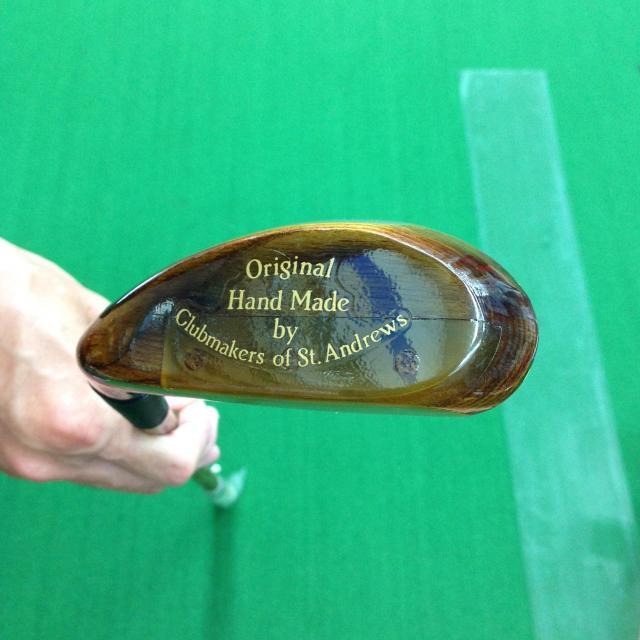 Original
Hand Made
by
Clubmakers of St. Andrews